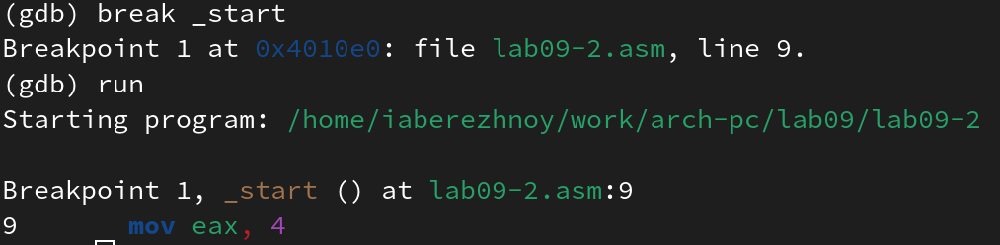 (gdb) break _start
Breakpoint 1 at 0x4010e0: file lab09-2.asm, line 9.
(gdb) run
Starting program: /home/iaberezhnoy/work/arch-pc/lab09/lab09-2
Breakpoint 1, _start () at lab09-2.asm:9
9       mov eax, 4